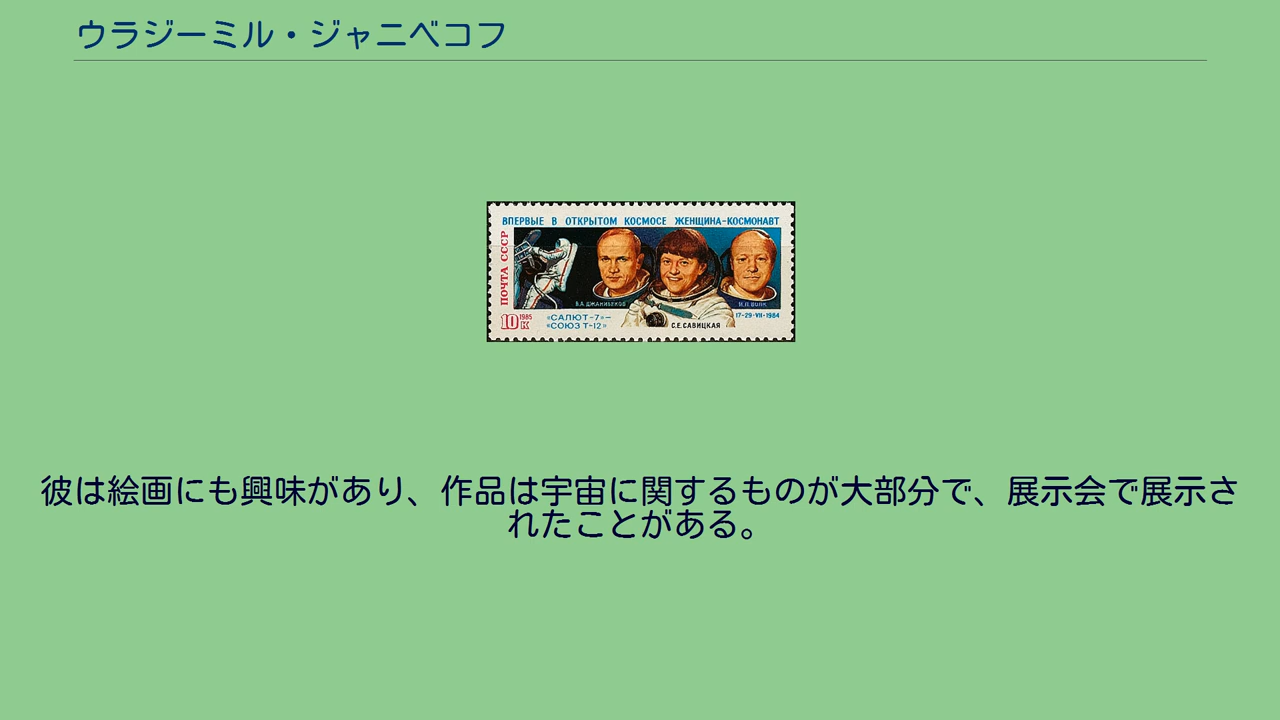 ウラジーミル・ジャニベコフ
ВПЕРВЫЕ В ОТКРЫТОМ КОСМОСЕ ЖЕНЩИНА-КОСМОНАВТ
ПОЧТА СССР
В.А. ДЖАНИБЕКОВ
И.П. ВОЛК
10 К 1985
«САЛЮТ-7»–
«СОЮЗ Т-12»
С.Е. САВИЦКАЯ
17-29·VII·1984
彼は絵画にも興味があり、作品は宇宙に関するものが大部分で、展示会で展示さ
れたことがある。